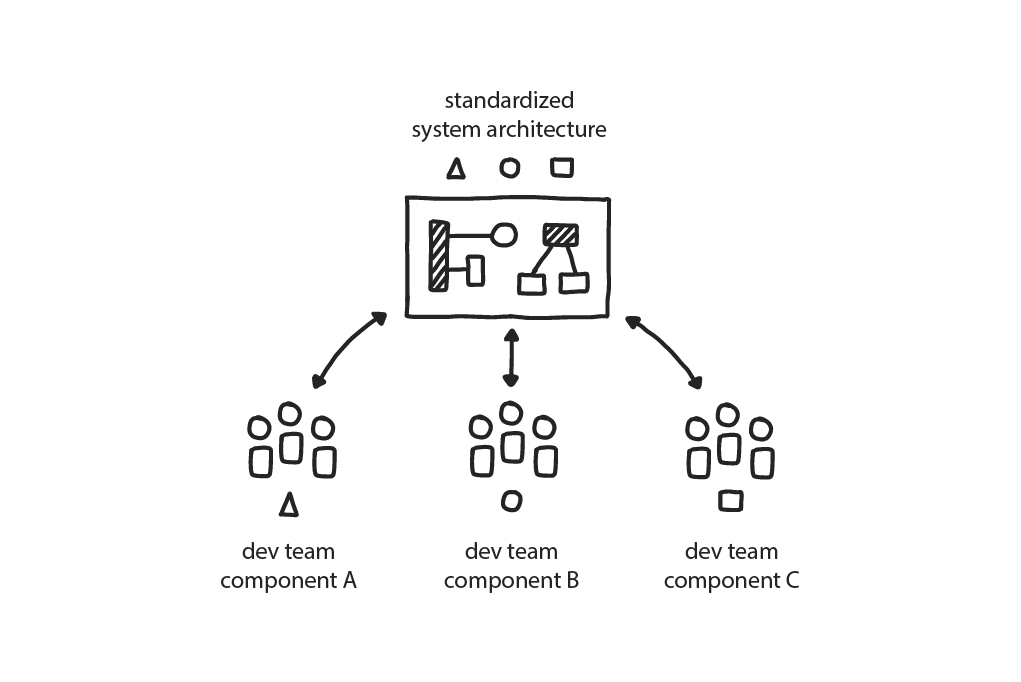 standardized
system architecture
dev team
component A
dev team
component B
dev team
component C